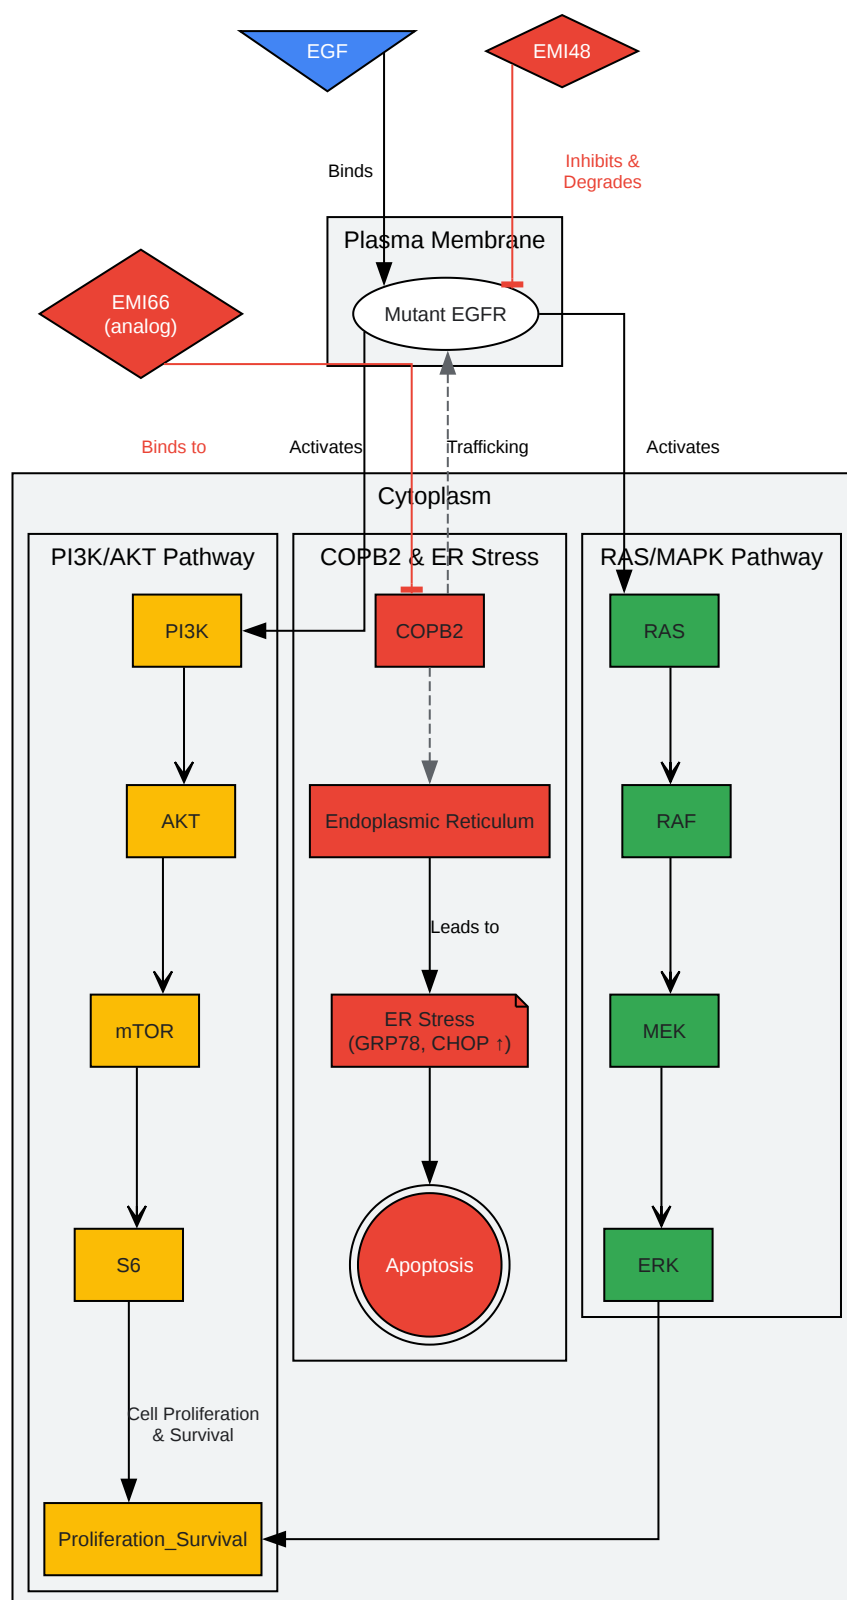 EGF
EMI48
Binds
Inhibits &
Degrades
Plasma Membrane
EMI66
(analog)
Mutant EGFR
Binds to
Activates
Trafficking
Activates
Cytoplasm
PI3K/AKT Pathway
COPB2 & ER Stress
RAS/MAPK Pathway
PI3K
COPB2
RAS
AKT
Endoplasmic Reticulum
RAF
Leads to
mTOR
ER Stress
(GRP78, CHOP ↑)
MEK
S6
Apoptosis
ERK
Cell Proliferation
& Survival
Proliferation_Survival